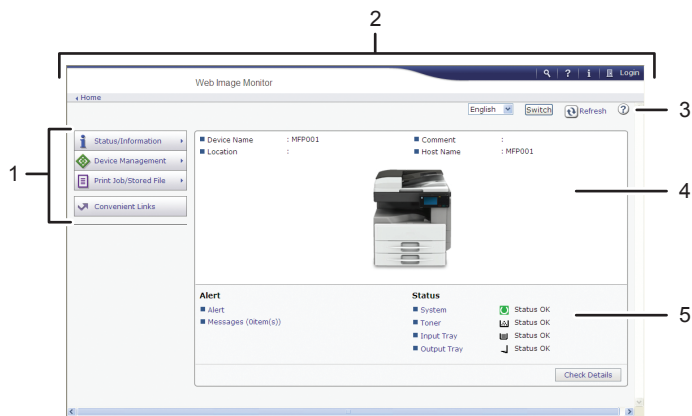 2
Web Image Monitor
? i Login
Home
English Switch Refresh ?
3
1
Status/Information
Device Management
Print Job/Stored File
Convenient Links
Device Name : MFP001 Comment :
Location : Host Name : MFP001
4
Alert Status
Alert System Status OK
Messages (0item(s)) Toner Status OK
Input Tray Status OK
Output Tray Status OK
5
Check Details